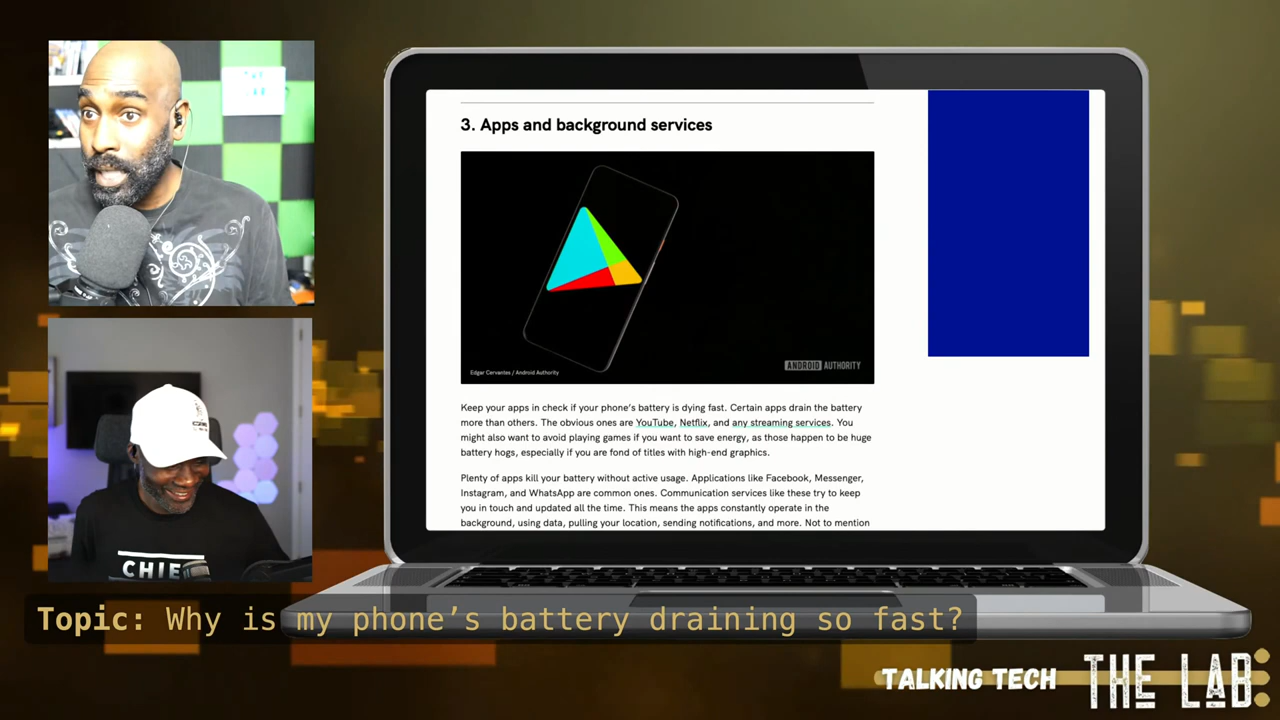 THE
LAB
CHIE
3. Apps and background services
Edgar Cervantes / Android Authority
ANDROID AUTHORITY
Keep your apps in check if your phone’s battery is dying fast. Certain apps drain the battery
more than others. The obvious ones are YouTube, Netflix, and any streaming services. You
might also want to avoid playing games if you want to save energy, as those happen to be huge
battery hogs, especially if you are fond of titles with high-end graphics.
Plenty of apps kill your battery without active usage. Applications like Facebook, Messenger,
Instagram, and WhatsApp are common ones. Communication services like these try to keep
you in touch and updated all the time. This means the apps constantly operate in the
background, using data, pulling your location, sending notifications, and more. Not to mention
Topic: Why is my phone’s battery draining so fast?
TALKING TECH
THE LAB